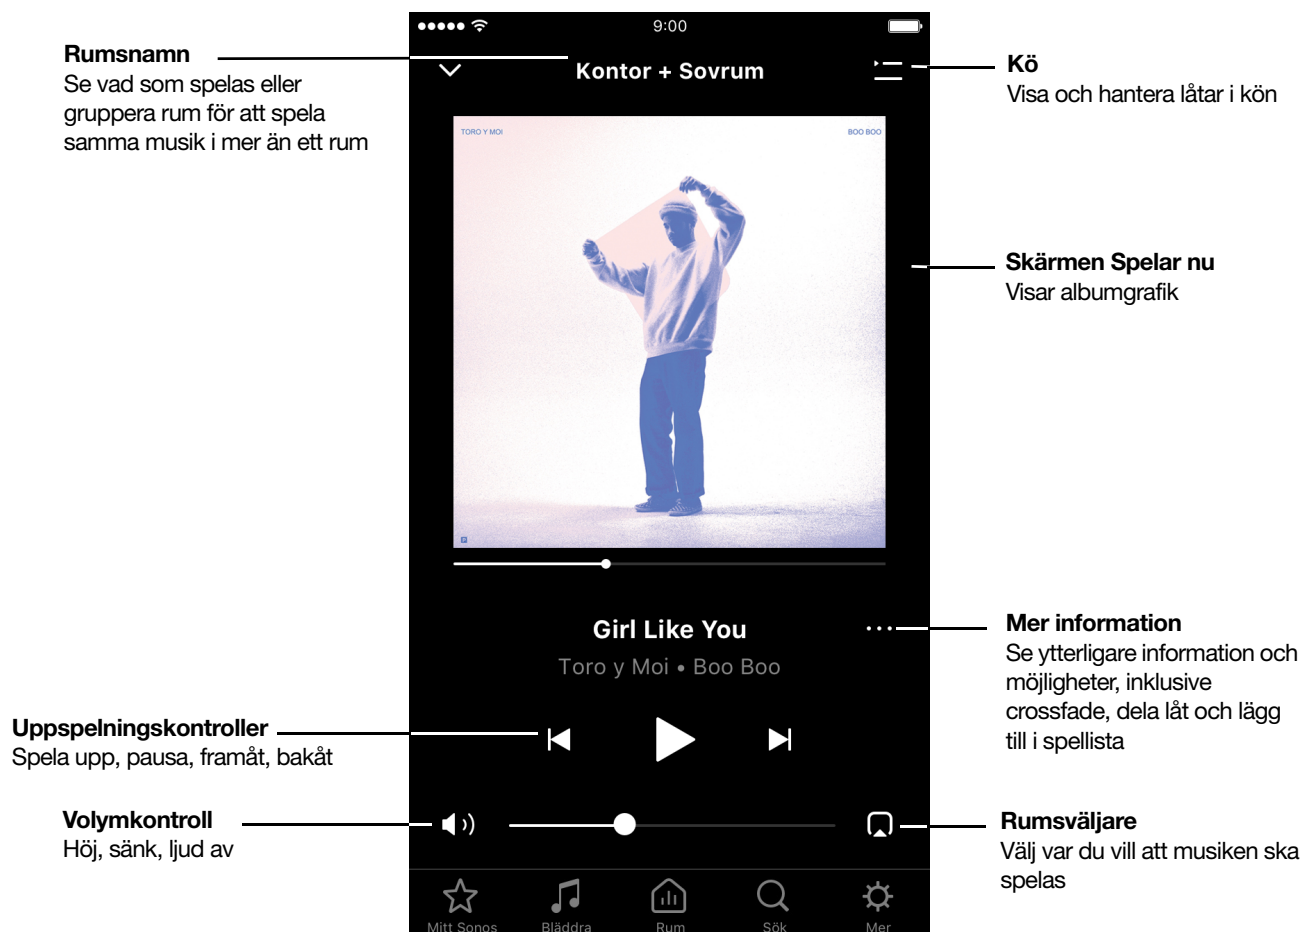 9:00
Rumsnamn
Se vad som spelas eller
gruppera rum för att spela
samma musik i mer än ett rum
Kontor + Sovrum
Kö
Visa och hantera låtar i kön
TORO Y MOI
BOO BOO
Skärmen Spelar nu
Visar albumgrafik
Girl Like You
Toro y Moi • Boo Boo
Mer information
Se ytterligare information och
möjligheter, inklusive
crossfade, dela låt och lägg
till i spellista
Uppspelningskontroller
Spela upp, pausa, framåt, bakåt
Volymkontroll
Höj, sänk, ljud av
Rumsväljare
Välj var du vill att musiken ska
spelas
Mitt Sonos
Bläddra
Rum
Sök
Mer